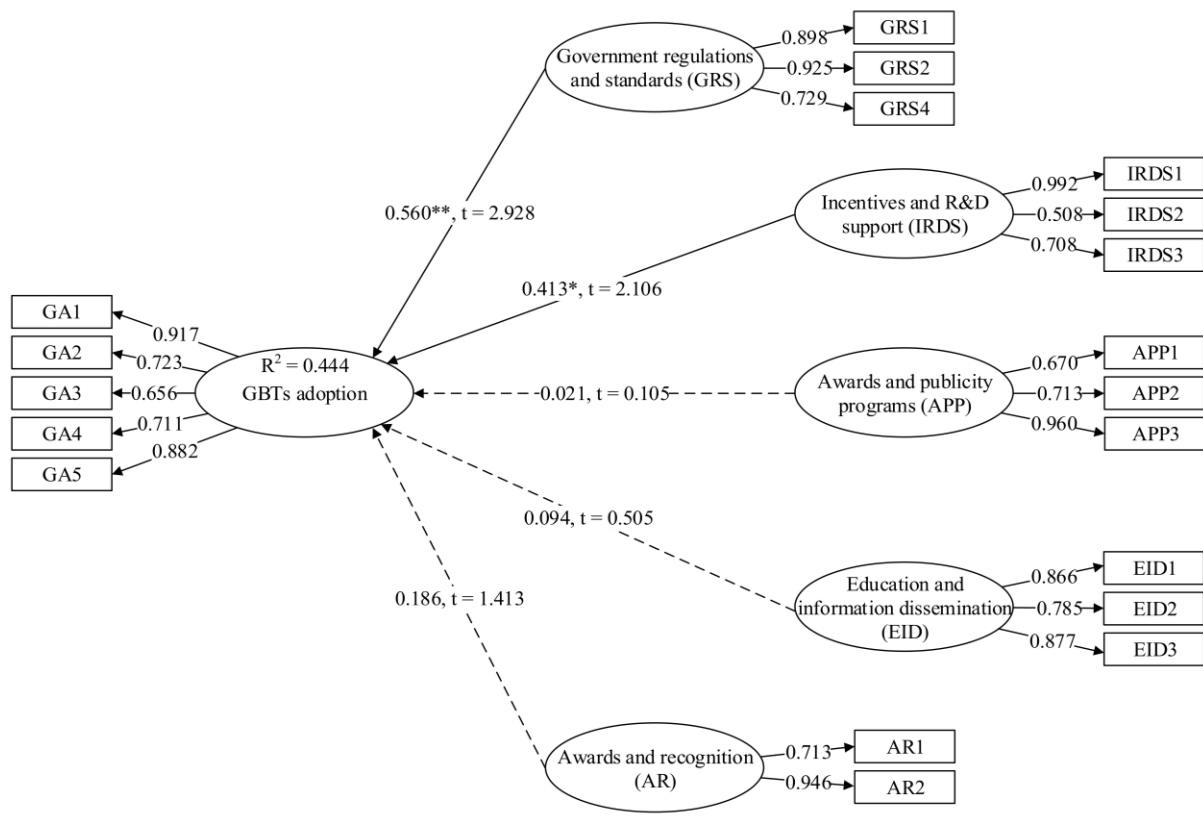 Government regulations
and standards (GRS)
0.898
GRS1
0.925
GRS2
0.729
GRS4
0.560**, t = 2.928
Incentives and R&D
support (IRDS)
0.992
IRDS1
0.508
IRDS2
0.708
IRDS3
0.413*, t = 2.106
GA1
0.917
GA2
0.723
GA3
0.656
GA4
0.711
GA5
0.882
R² = 0.444
GBTs adoption
0.021, t = 0.105
Awards and publicity
programs (APP)
0.670
APP1
0.713
APP2
0.960
APP3
0.094, t = 0.505
Education and
information dissemination
(EID)
0.866
EID1
0.785
EID2
0.877
EID3
0.186, t = 1.413
Awards and recognition
(AR)
0.713
AR1
0.946
AR2